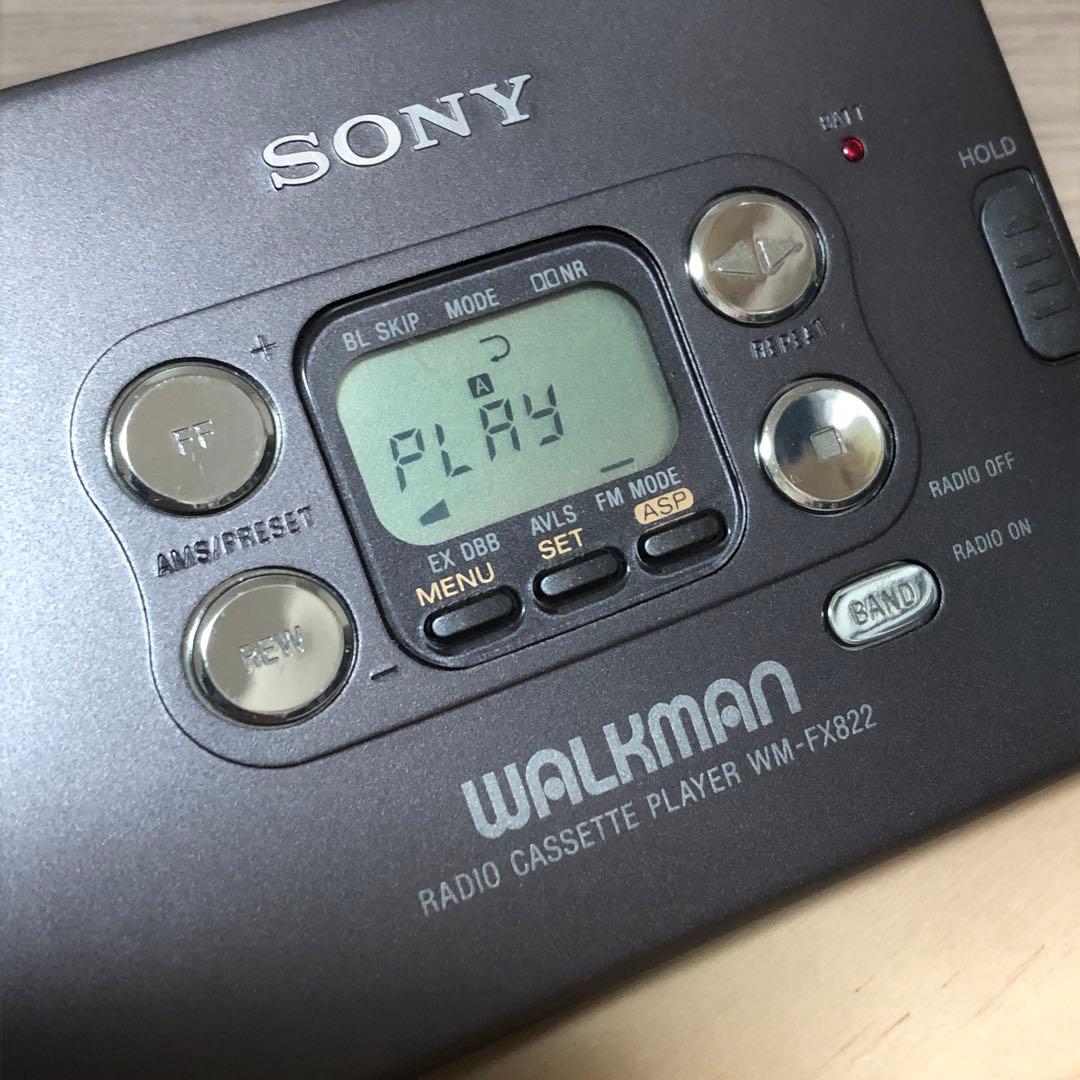 SONY
BATT
HOLD
BL SKIP MODE NR
REPEAT
A
PLAY
+
FF
AMS/PRESET
REW
−
EX DBB AVLS FM MODE
MENU SET ASP
RADIO OFF
RADIO ON
BAND
WALKMAN
RADIO CASSETTE PLAYER WM-FX822